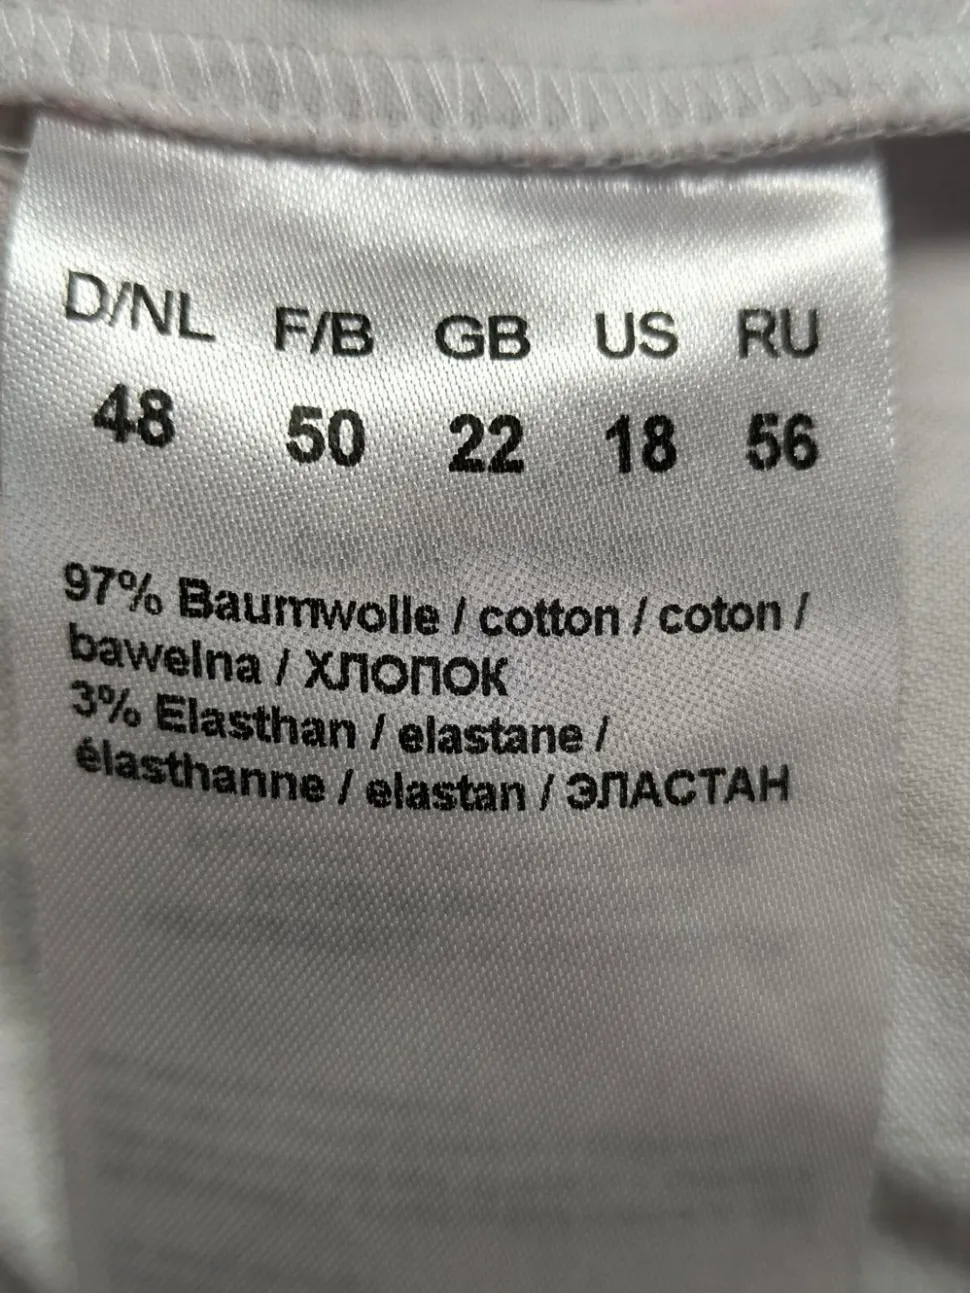 D/NL F/B GB US RU
48 50 22 18 56
97% Baumwolle / cotton / coton /
bawełna / ХЛОПОК
3% Elasthan / elastane /
élasthanne / elastan / ЭЛАСТАН